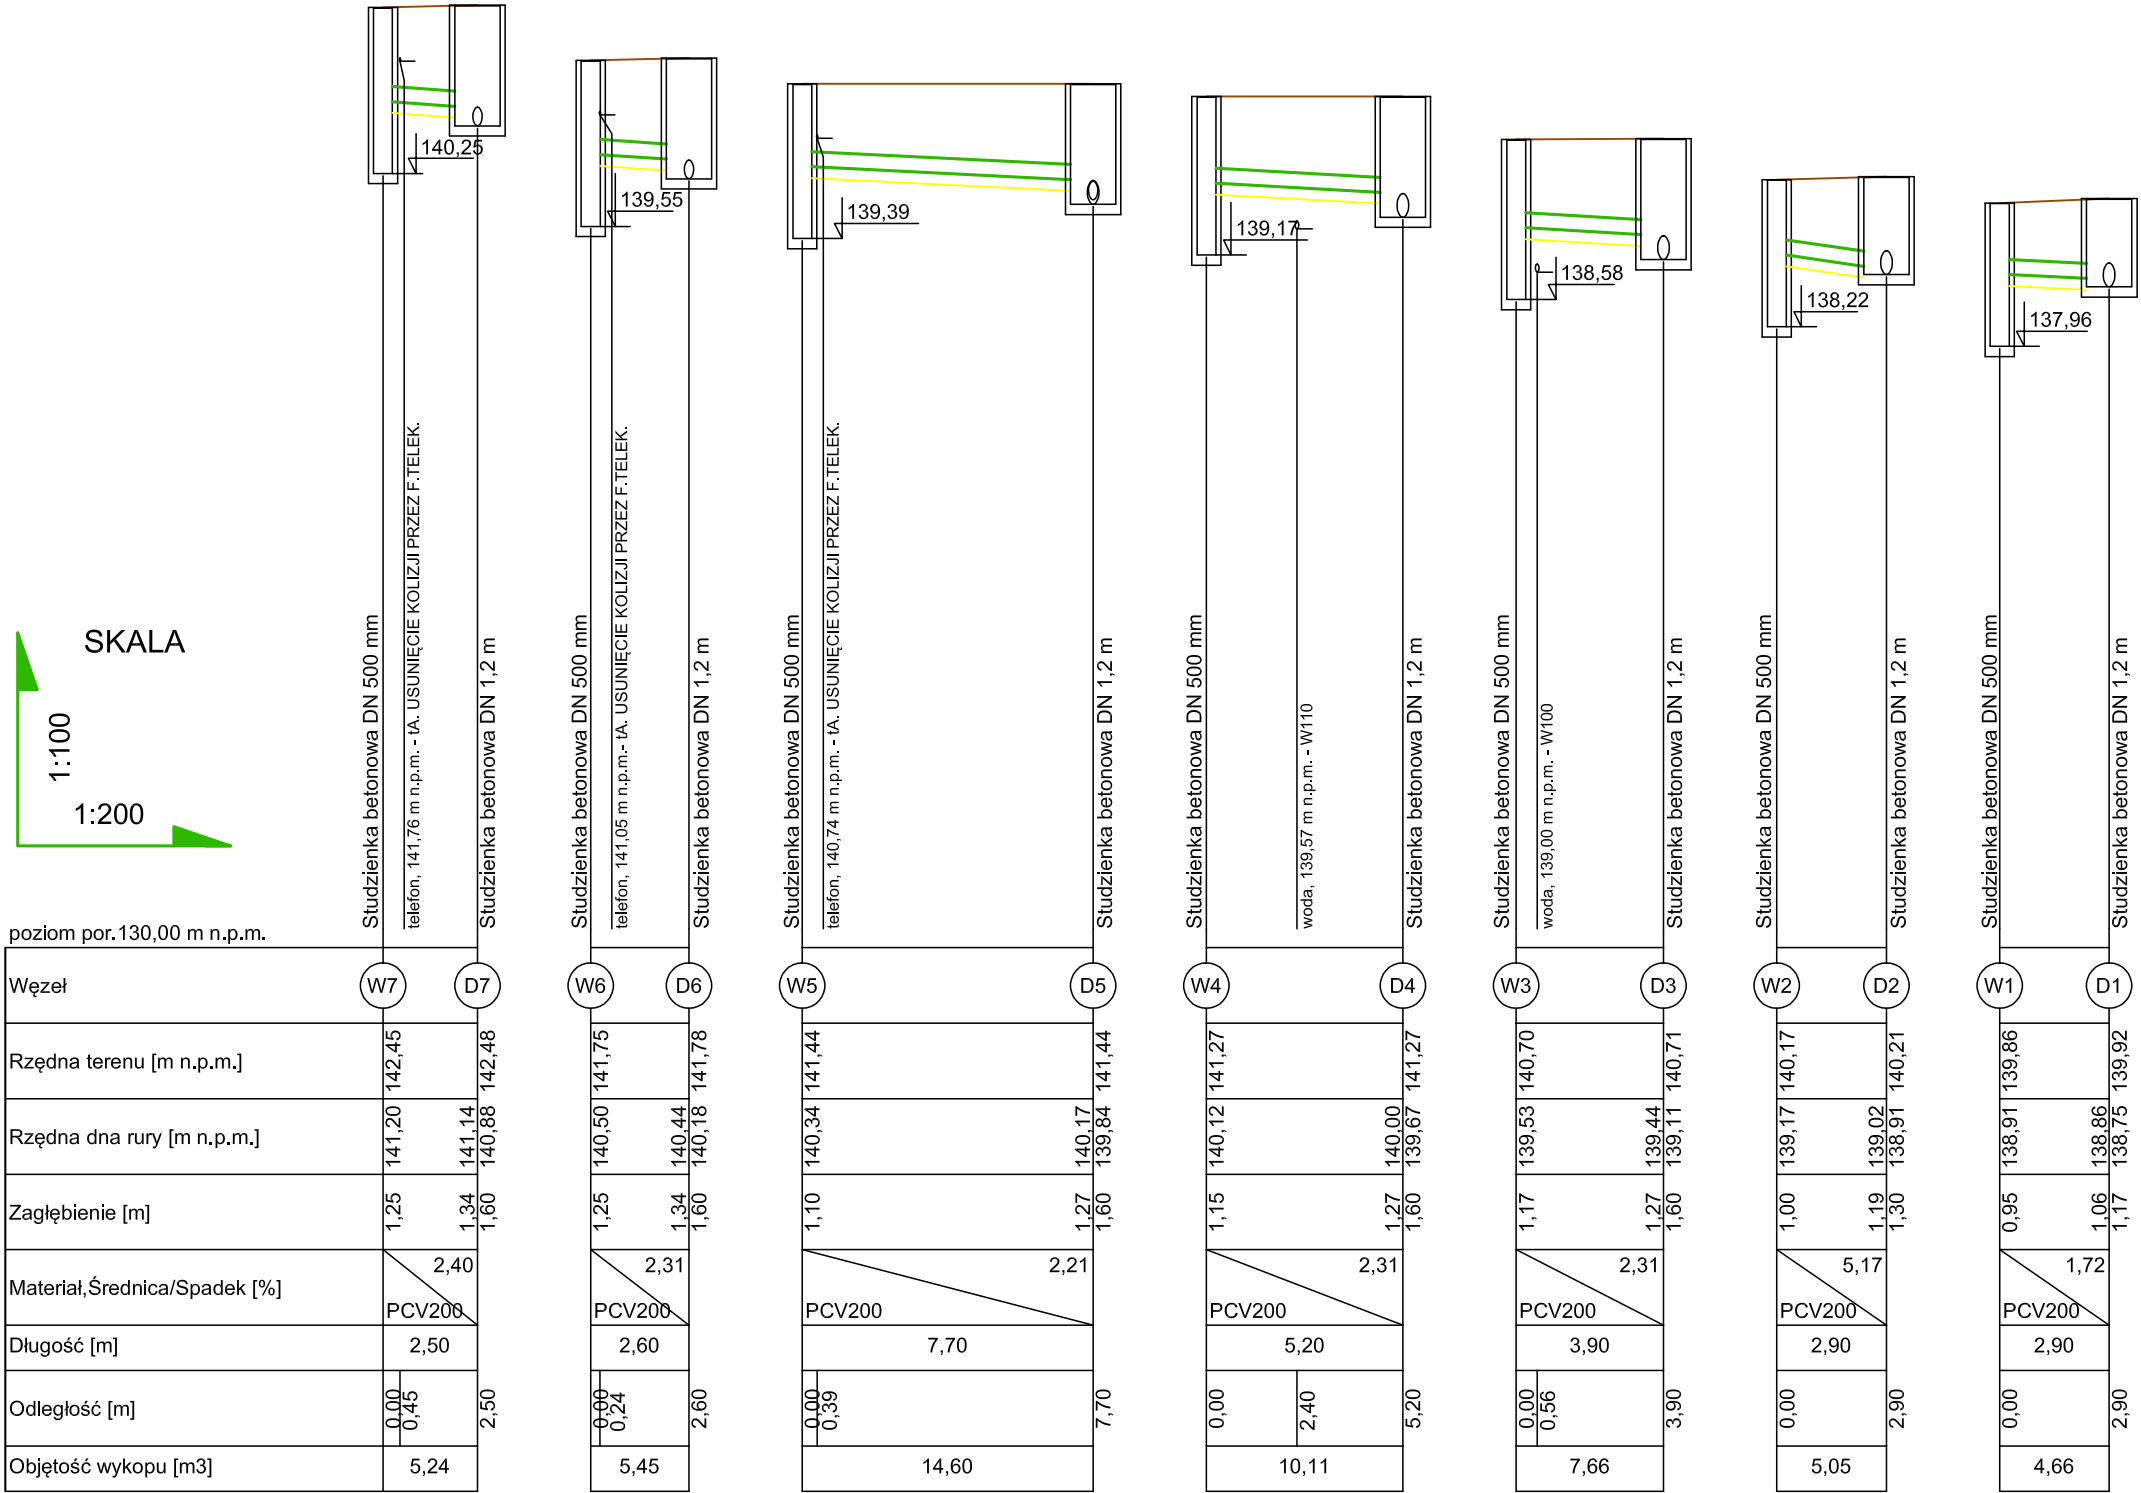 140,25
139,55
139,39
139,17
138,58
138,22
137,96
SKALA
1:100
1:200
Studzienka betonowa DN 500 mm
telefon, 141,76 m n.p.m. - tA. USUNIĘCIE KOLIZJI PRZEZ F.TELEK.
Studzienka betonowa DN 1,2 m
Studzienka betonowa DN 500 mm
telefon, 141,05 m n.p.m.- tA. USUNIĘCIE KOLIZJI PRZEZ F.TELEK.
Studzienka betonowa DN 1,2 m
Studzienka betonowa DN 500 mm
telefon, 140,74 m n.p.m. - tA. USUNIĘCIE KOLIZJI PRZEZ F.TELEK.
Studzienka betonowa DN 1,2 m
Studzienka betonowa DN 500 mm
woda, 139,57 m n.p.m. - W110
Studzienka betonowa DN 1,2 m
Studzienka betonowa DN 500 mm
woda, 139,00 m n.p.m. - W100
Studzienka betonowa DN 1,2 m
Studzienka betonowa DN 500 mm
Studzienka betonowa DN 1,2 m
Studzienka betonowa DN 500 mm
Studzienka betonowa DN 1,2 m
poziom por.130,00 m n.p.m.
Węzeł W7 D7 W6 D6 W5 D5 W4 D4 W3 D3 W2 D2 W1 D1
Rzędna terenu [m n.p.m.] 142,45 142,48 141,75 141,78 141,44 141,44 141,27 141,27 140,70 140,71 140,17 140,21 139,86 139,92
Rzędna dna rury [m n.p.m.] 141,20 141,14 140,88 140,50 140,44 140,18 140,34 140,17 139,84 140,12 140,00 139,67 139,53 139,44 139,11 139,17 139,02 138,91 138,91 138,86 138,75
Zagłębienie [m] 1,25 1,34 1,60 1,25 1,34 1,60 1,10 1,27 1,60 1,15 1,27 1,60 1,17 1,27 1,60 1,00 1,19 1,30 0,95 1,06 1,17
Materiał,Średnica/Spadek [%]
2,40 2,31 2,21 2,31 2,31 5,17 1,72
PCV200 PCV200 PCV200 PCV200 PCV200 PCV200 PCV200
Długość [m] 2,50 2,60 7,70 5,20 3,90 2,90 2,90
Odległość [m] 0,00 0,45 2,50 0,00 0,24 2,60 0,00 0,39 7,70 0,00 2,40 5,20 0,00 0,56 3,90 0,00 2,90 0,00 2,90
Objętość wykopu [m3] 5,24 5,45 14,60 10,11 7,66 5,05 4,66